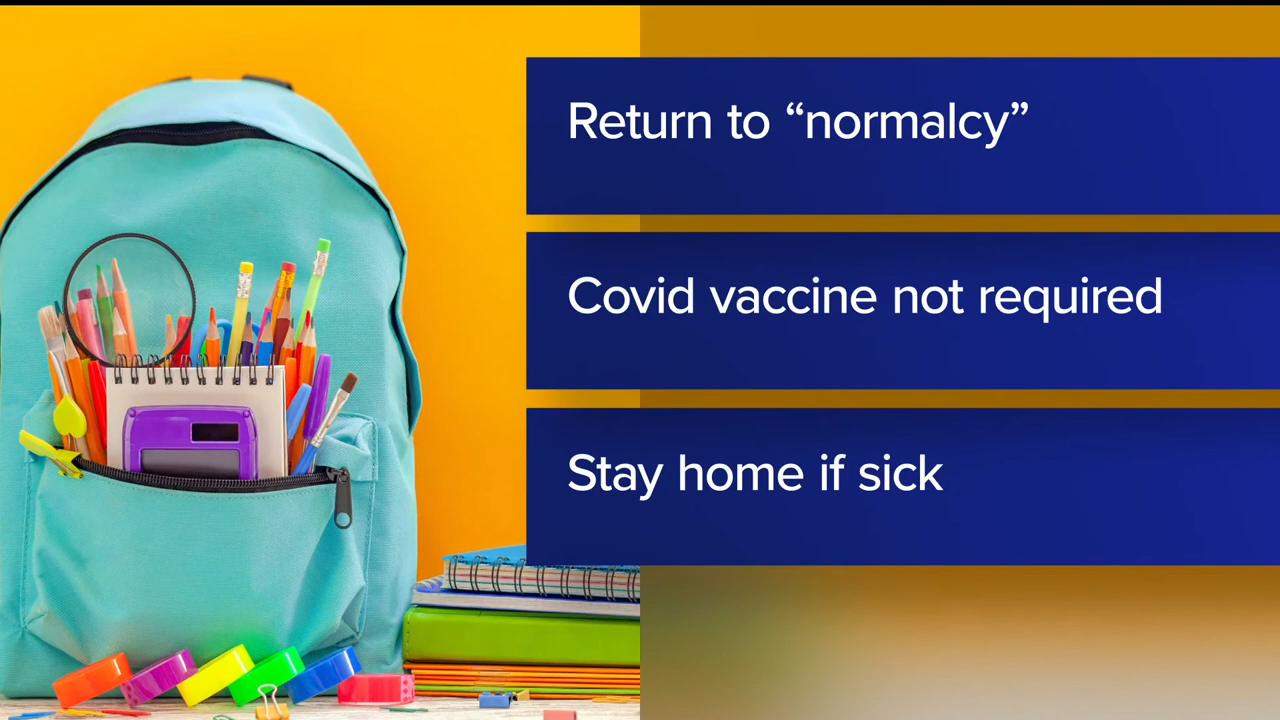 Return to “normalcy”
Covid vaccine not required
Stay home if sick